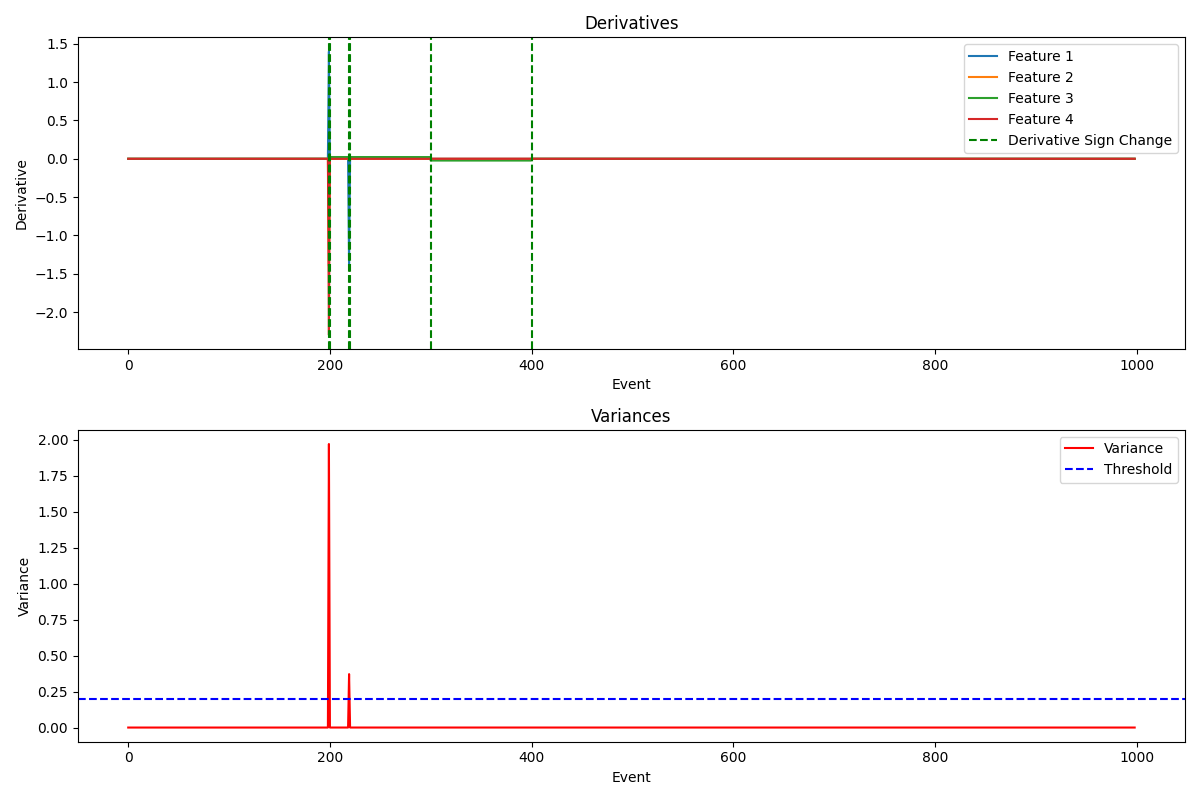 Derivatives
Derivative
1.5
1.0
0.5
0.0
−0.5
−1.0
−1.5
−2.0
Feature 1
Feature 2
Feature 3
Feature 4
Derivative Sign Change
0
200
400
600
800
1000
Event
Variances
Variance
2.00
1.75
1.50
1.25
1.00
0.75
0.50
0.25
0.00
Variance
Threshold
0
200
400
600
800
1000
Event